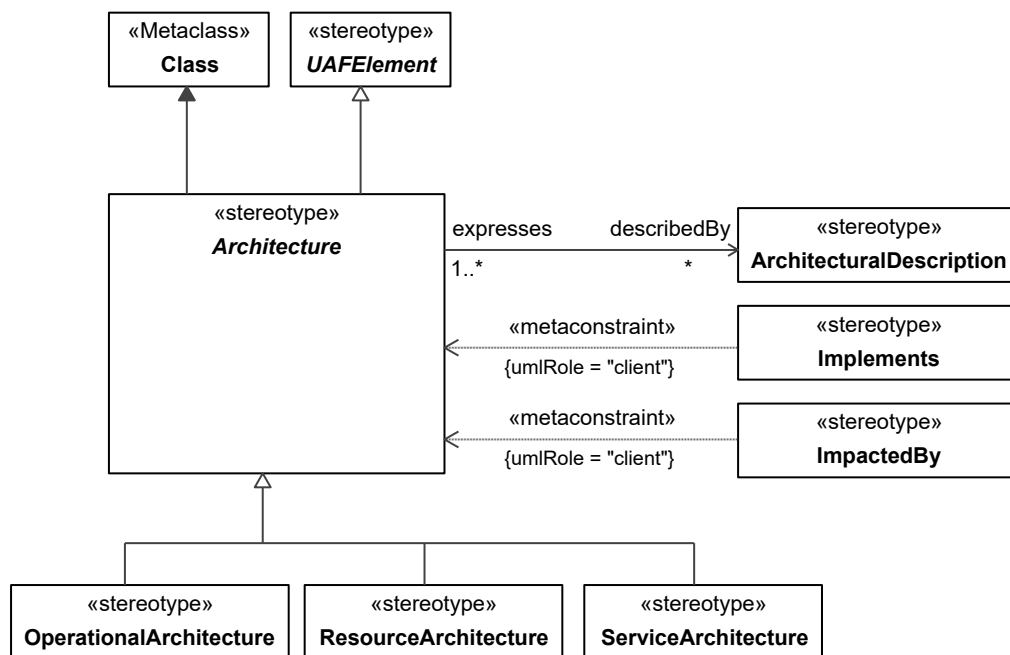 «Metaclass»
Class
«stereotype»
UAFElement
«stereotype»
Architecture
expresses
describedBy
1..*
*
«stereotype»
ArchitecturalDescription
«metaconstraint»
{umlRole = "client"}
«stereotype»
Implements
«metaconstraint»
{umlRole = "client"}
«stereotype»
ImpactedBy
«stereotype»
OperationalArchitecture
«stereotype»
ResourceArchitecture
«stereotype»
ServiceArchitecture